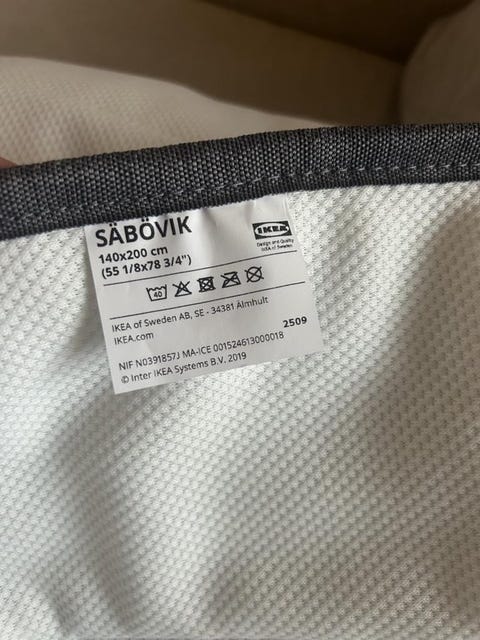 SÄBÖVIK
IKEA
Design and Quality
IKEA of Sweden
140x200 cm
(55 1/8x78 3/4")
40
IKEA of Sweden AB, SE - 34381 Älmhult
IKEA.com
2509
NIF N0391857J MA-ICE 001524613000018
© Inter IKEA Systems B.V. 2019